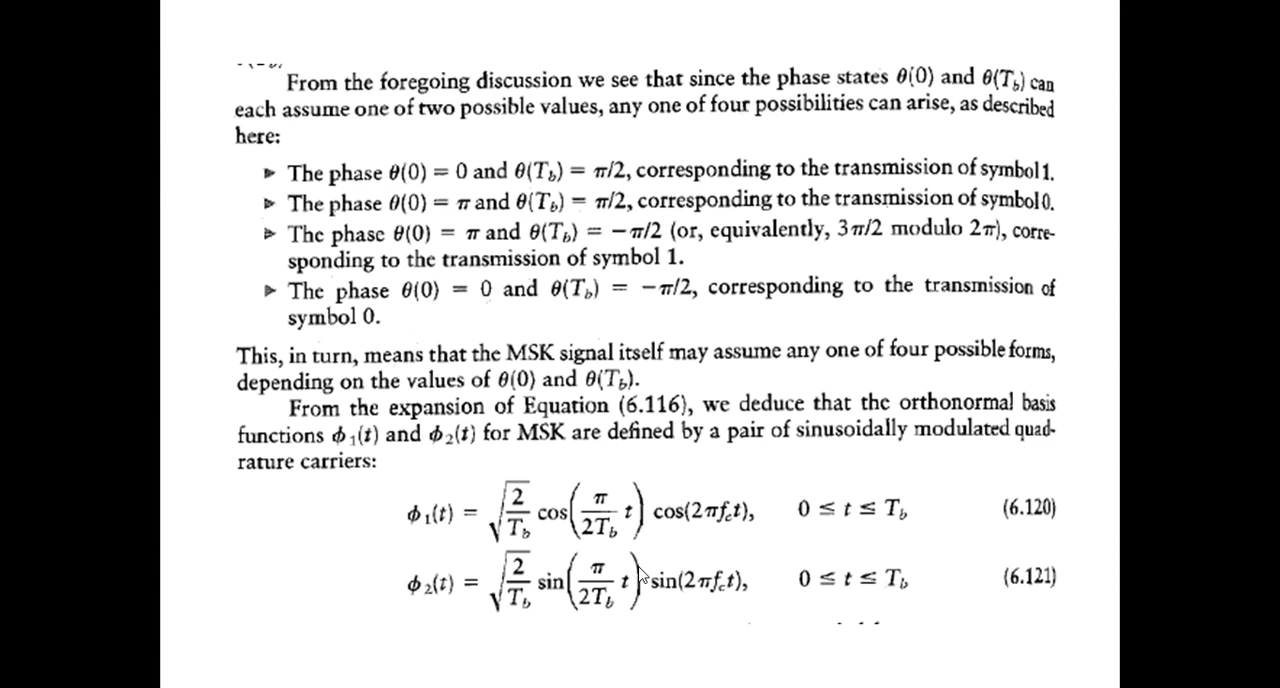 From the foregoing discussion we see that since the phase states θ(0) and θ(T_b) can
each assume one of two possible values, any one of four possibilities can arise, as described
here:
▶ The phase θ(0) = 0 and θ(T_b) = π/2, corresponding to the transmission of symbol 1.
▶ The phase θ(0) = π and θ(T_b) = π/2, corresponding to the transmission of symbol 0.
▶ The phase θ(0) = π and θ(T_b) = −π/2 (or, equivalently, 3π/2 modulo 2π), corre-
sponding to the transmission of symbol 1.
▶ The phase θ(0) = 0 and θ(T_b) = −π/2, corresponding to the transmission of
symbol 0.
This, in turn, means that the MSK signal itself may assume any one of four possible forms,
depending on the values of θ(0) and θ(T_b).
From the expansion of Equation (6.116), we deduce that the orthonormal basis
functions ϕ_1(t) and ϕ_2(t) for MSK are defined by a pair of sinusoidally modulated quad-
rature carriers:
ϕ_1(t) = √(2/T_b) cos(π/(2T_b) t) cos(2πf_c t), 0 ≤ t ≤ T_b (6.120)
ϕ_2(t) = √(2/T_b) sin(π/(2T_b) t) sin(2πf_c t), 0 ≤ t ≤ T_b (6.121)